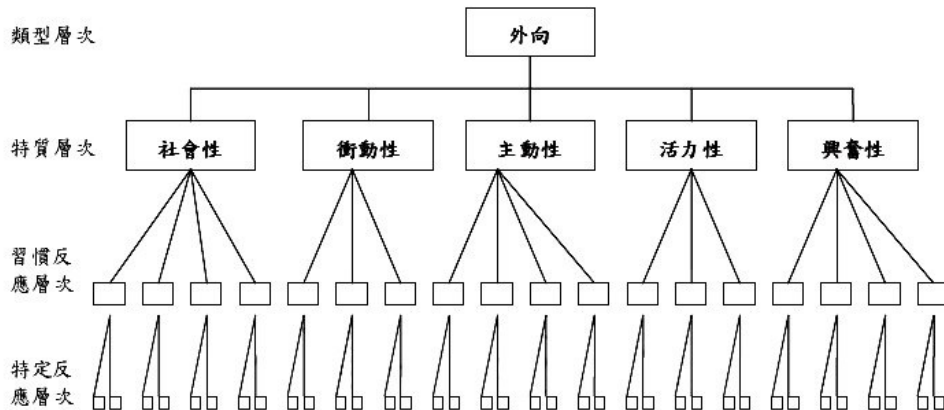 類型層次
外向
特質層次
社會性
衝動性
主動性
活力性
興奮性
習慣反
應層次
特定反
應層次